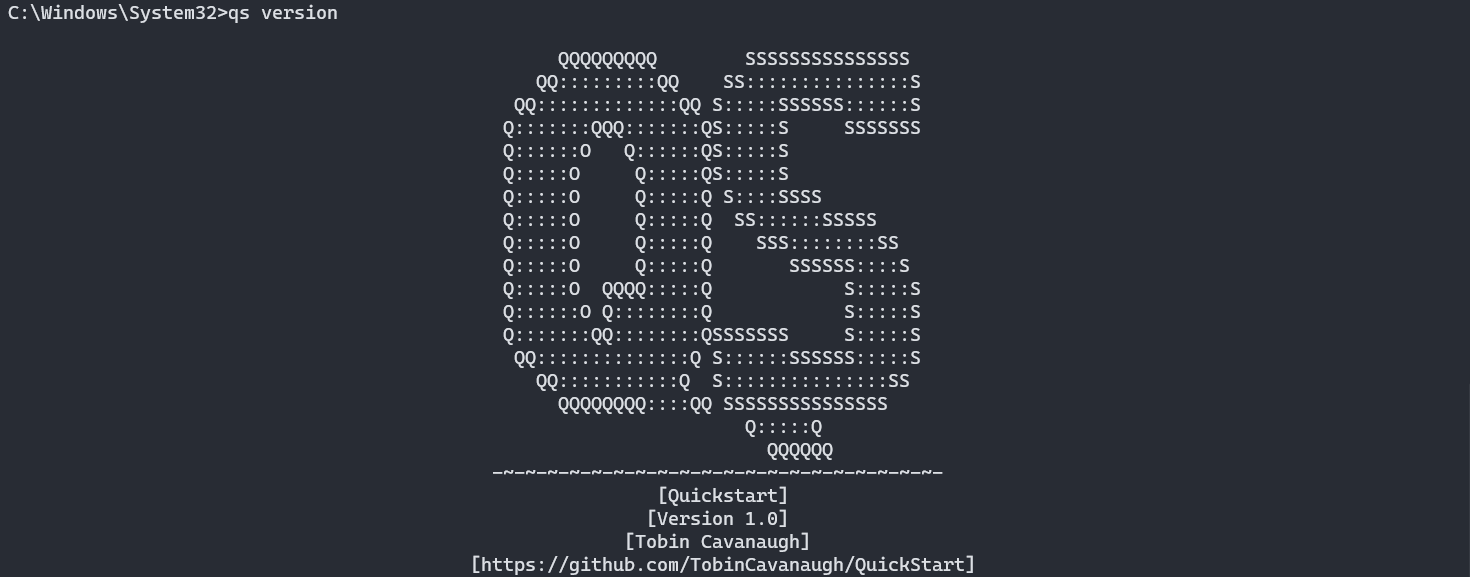 C:\Windows\System32>qs version
                                                  QQQQQQQQQ        SSSSSSSSSSSSSSS
                                                QQ:::::::::QQ    SS:::::::::::::::S
                                              QQ:::::::::::::QQ S:::::SSSSSS::::::S
                                             Q:::::::QQQ:::::::QS:::::S     SSSSSSS
                                             Q::::::O   Q::::::QS:::::S
                                             Q:::::O     Q:::::QS:::::S
                                             Q:::::O     Q:::::Q S::::SSSS
                                             Q:::::O     Q:::::Q  SS::::::SSSSS
                                             Q:::::O     Q:::::Q    SSS::::::::SS
                                             Q:::::O     Q:::::Q       SSSSSS::::S
                                             Q:::::O  QQQQ:::::Q            S:::::S
                                             Q::::::O Q::::::::Q            S:::::S
                                             Q:::::::QQ::::::::QSSSSSSS     S:::::S
                                              QQ::::::::::::::Q S::::::SSSSSS:::::S
                                                QQ:::::::::::Q  S:::::::::::::::SS
                                                  QQQQQQQQ::::QQ SSSSSSSSSSSSSSS
                                                                   Q:::::Q
                                                                     QQQQQQ
                                            -~-~-~-~-~-~-~-~-~-~-~-~-~-~-~-~-~-~-~-~-
                                                           [Quickstart]
                                                          [Version 1.0]
                                                        [Tobin Cavanaugh]
                                          [https://github.com/TobinCavanaugh/QuickStart]